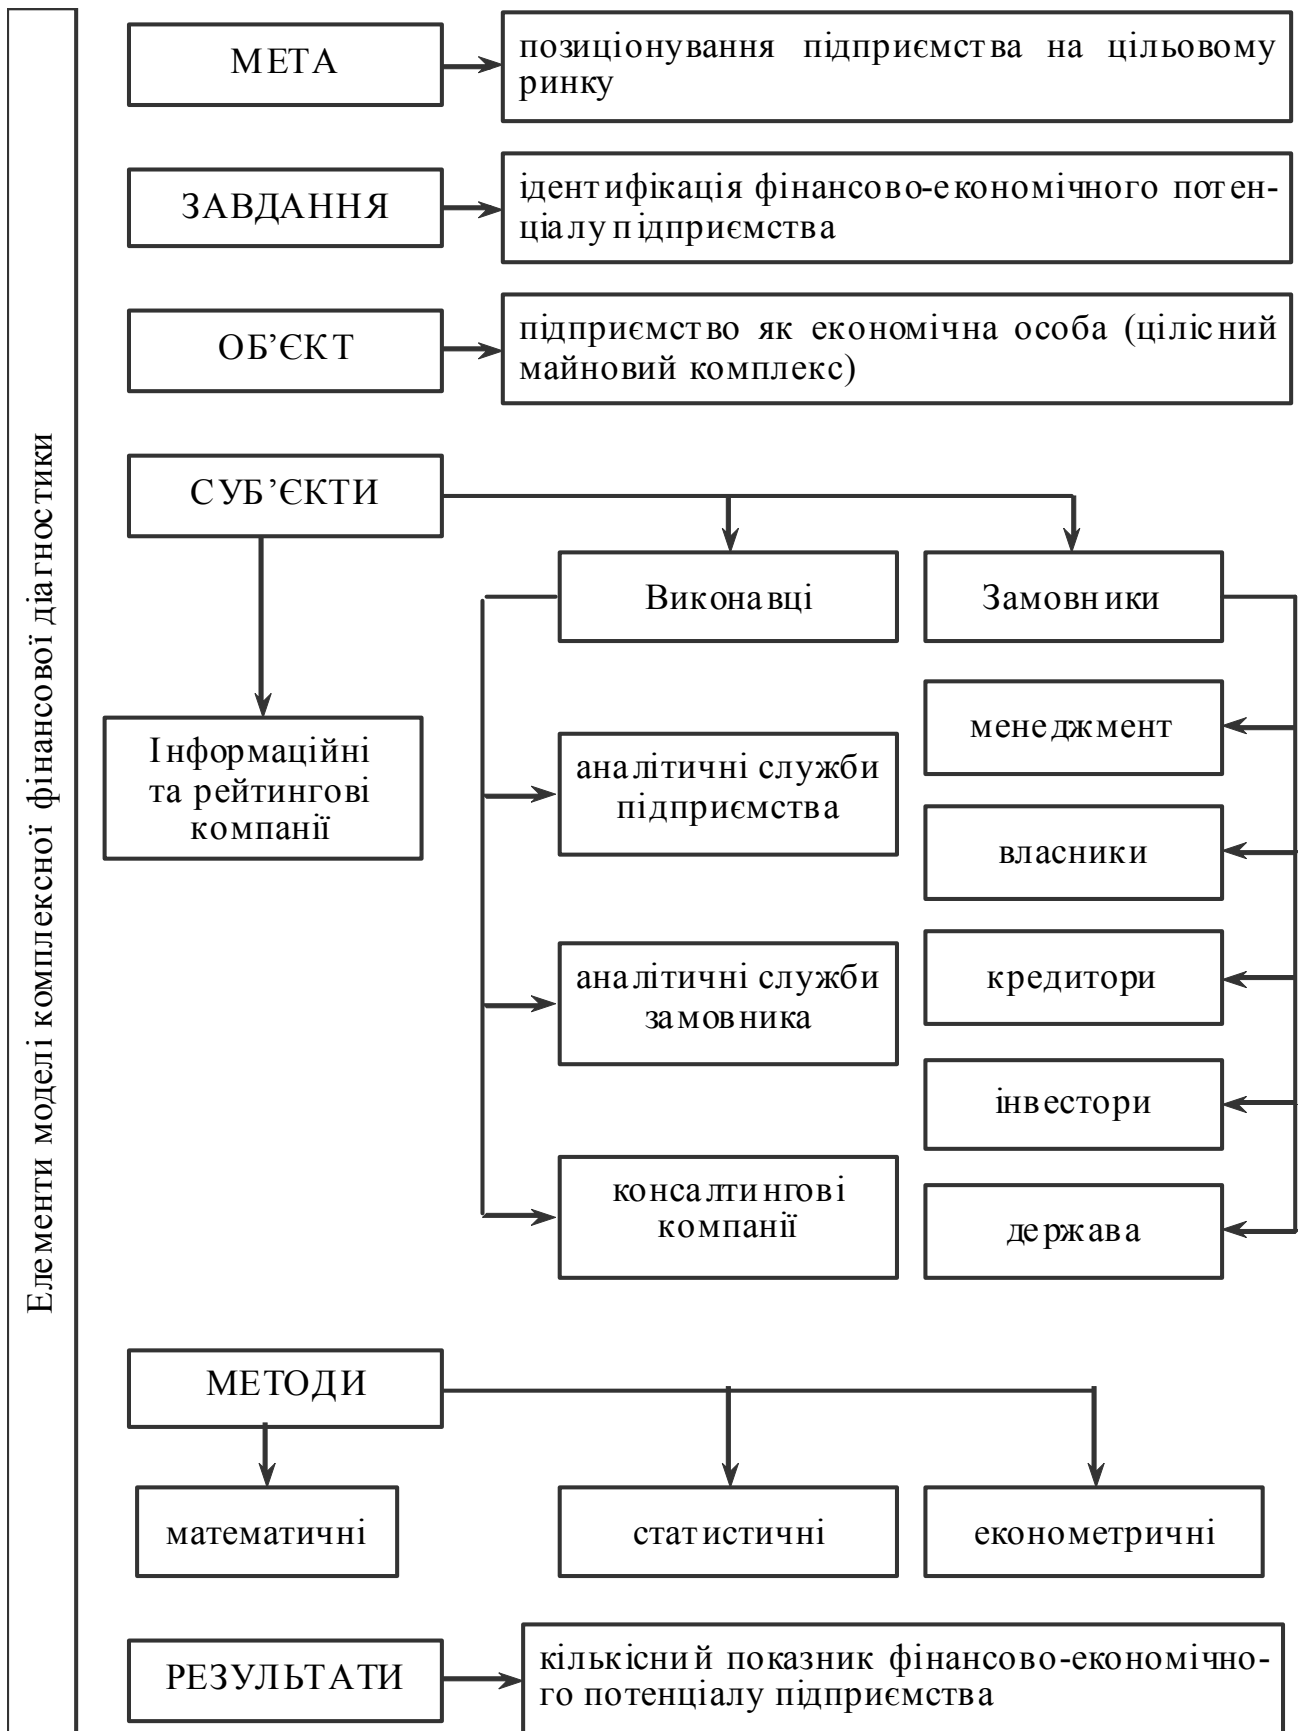 Елементи моделі комплексної фінансової діагностики
МЕТА
позиціонування підприємства на цільовому
ринку
ЗАВДАННЯ
ідентифікація фінансово-економічного потен-
ціалу підприємства
ОБ’ЄКТ
підприємство як економічна особа (цілісний
майновий комплекс)
СУБ’ЄКТИ
Виконавці
Замовники
Інформаційні
та рейтингові
компанії
аналітичні служби
підприємства
аналітичні служби
замовника
консалтингові
компанії
менеджмент
власники
кредитори
інвестори
держава
МЕТОДИ
математичні
статистичні
економетричні
РЕЗУЛЬТАТИ
кількісний показник фінансово-економічно-
го потенціалу підприємства